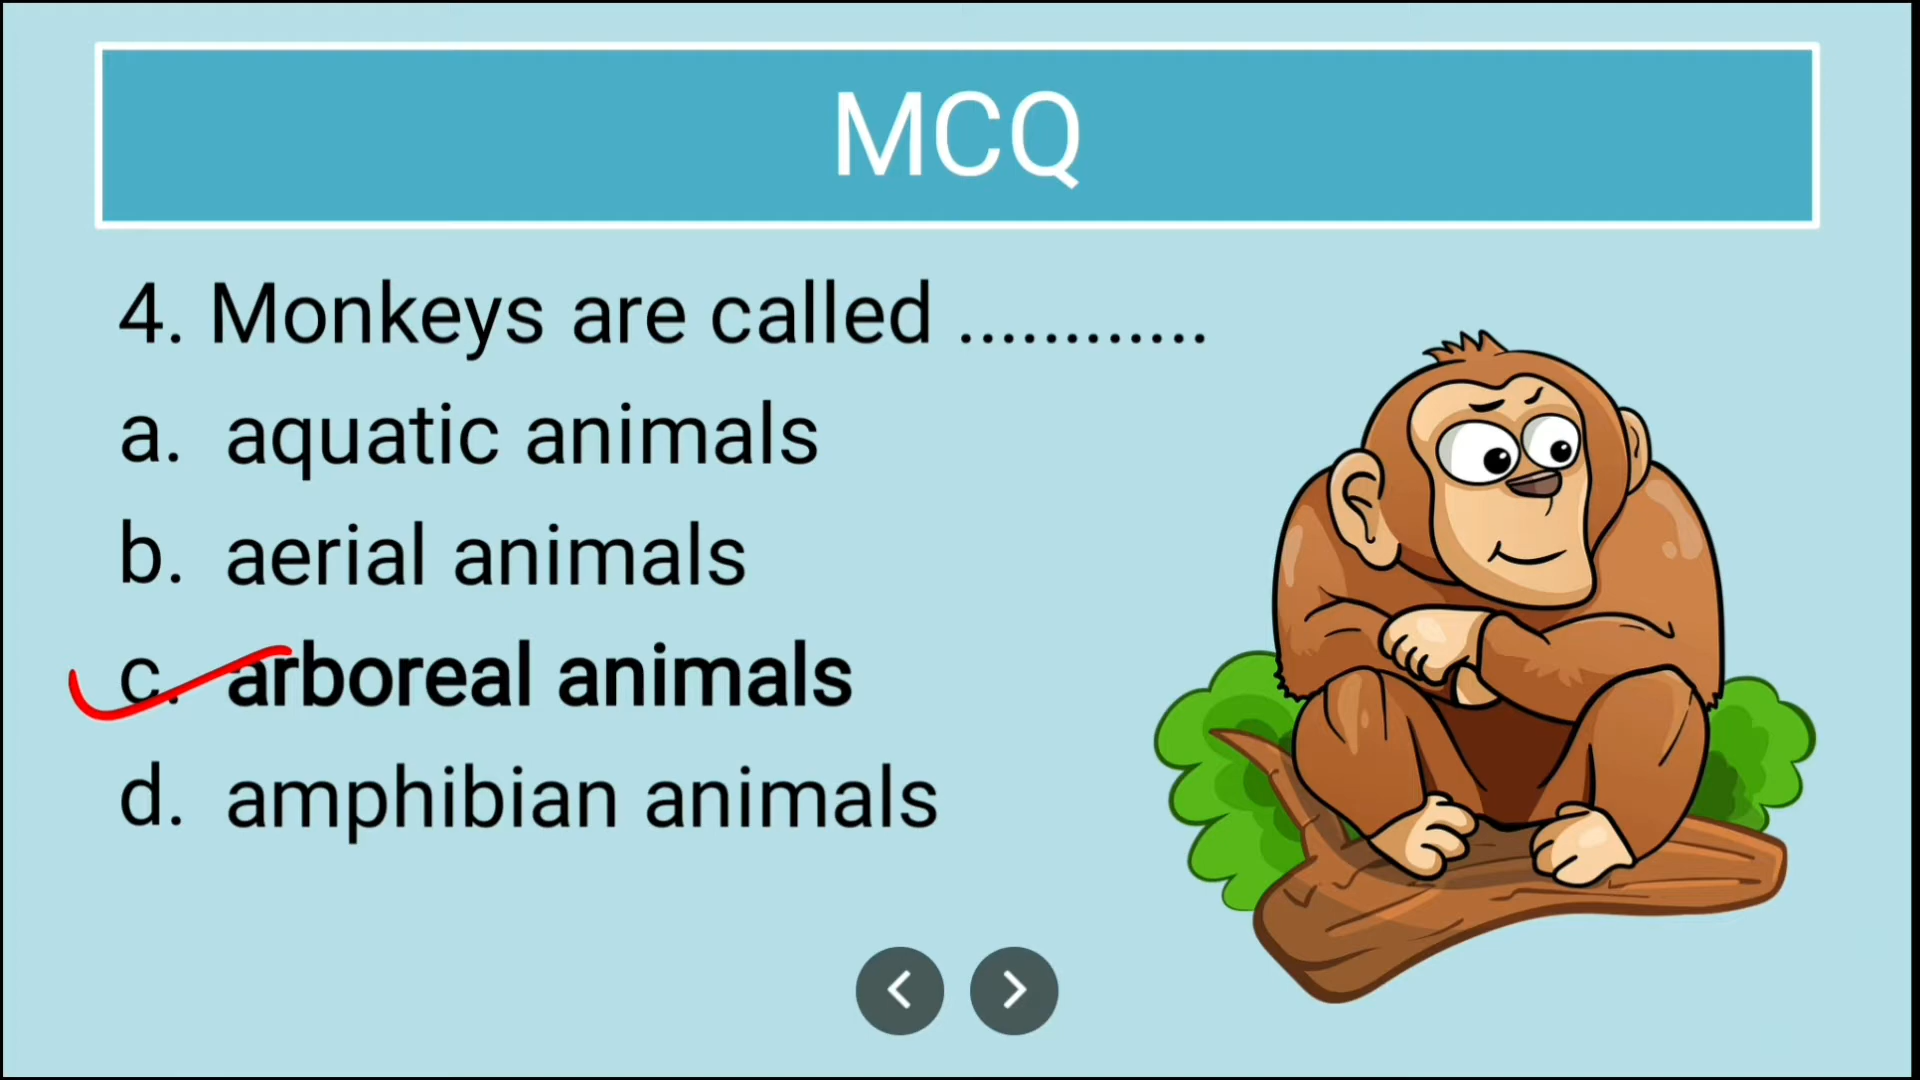 MCQ
4. Monkeys are called ............
a. aquatic animals
b. aerial animals
c. arboreal animals
d. amphibian animals